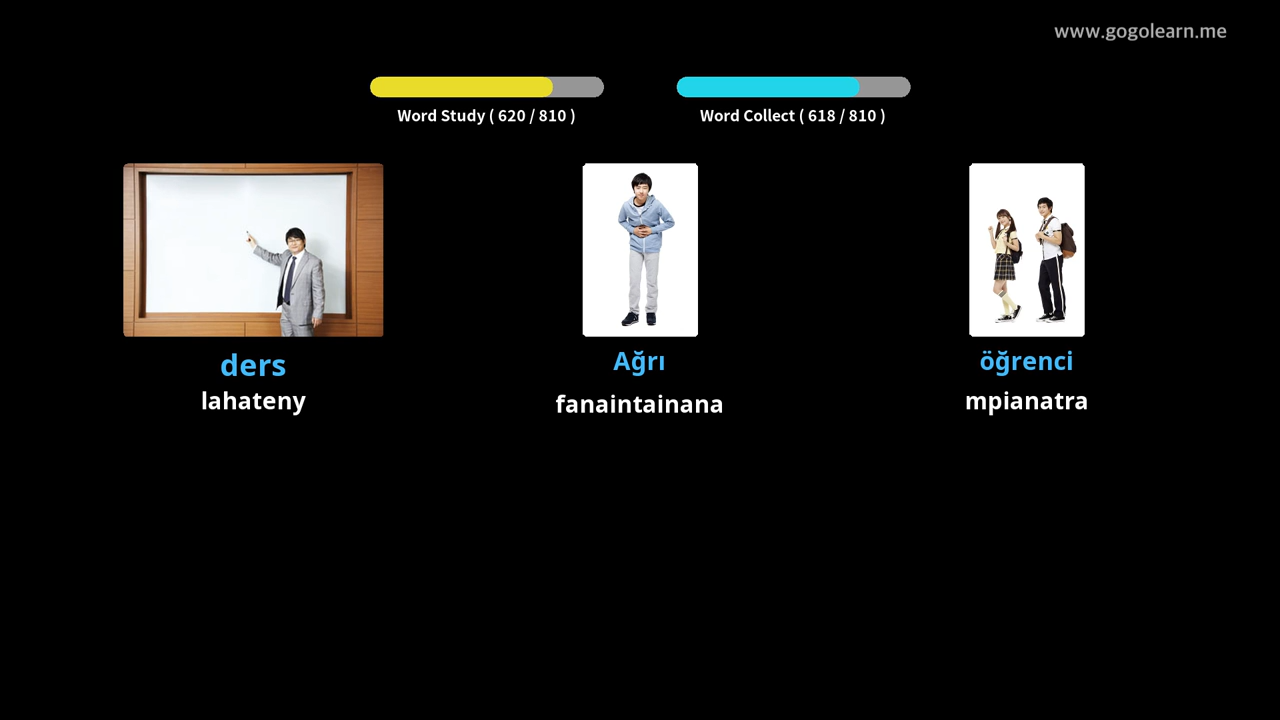 www.gogolearn.me
Word Study ( 620 / 810 )
Word Collect ( 618 / 810 )
ders
lahateny
Ağrı
fanaintainana
öğrenci
mpianatra